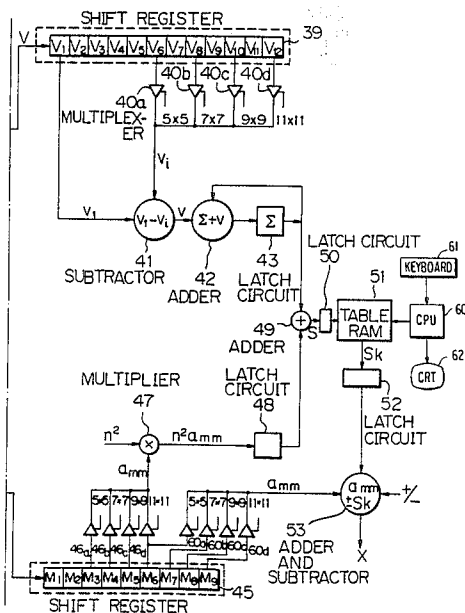 SHIFT REGISTER
39
V
V1 V2 V3 V4 V5 V6 V7 V8 V9 V10 V11 V12
40a 40b 40c 40d
MULTIPLEX-
ER
5×5 7×7 9×9 11×11
Vi
V1
V1-Vi
V
Σ+V
Σ
41
SUBTRACTOR
42
ADDER
43
LATCH
CIRCUIT
LATCH CIRCUIT
50
51
61
KEYBOARD
49
ADDER
S
TABLE
RAM
CPU
60
Sk
62
CRT
MULTIPLIER
47
LATCH
CIRCUIT
48
52
LATCH
CIRCUIT
n²
×
n²amm
amm
5×5 7×7 9×9 11×11
5×5 7×7 9×9 11×11
amm
amm
±Sk
+/-
46a 46b 46c 46d
60a 60b 60c 60d
53
ADDER
AND
SUBTRACTOR
X
M1 M2 M3 M4 M5 M6 M7 M8 M9
45
SHIFT REGISTER